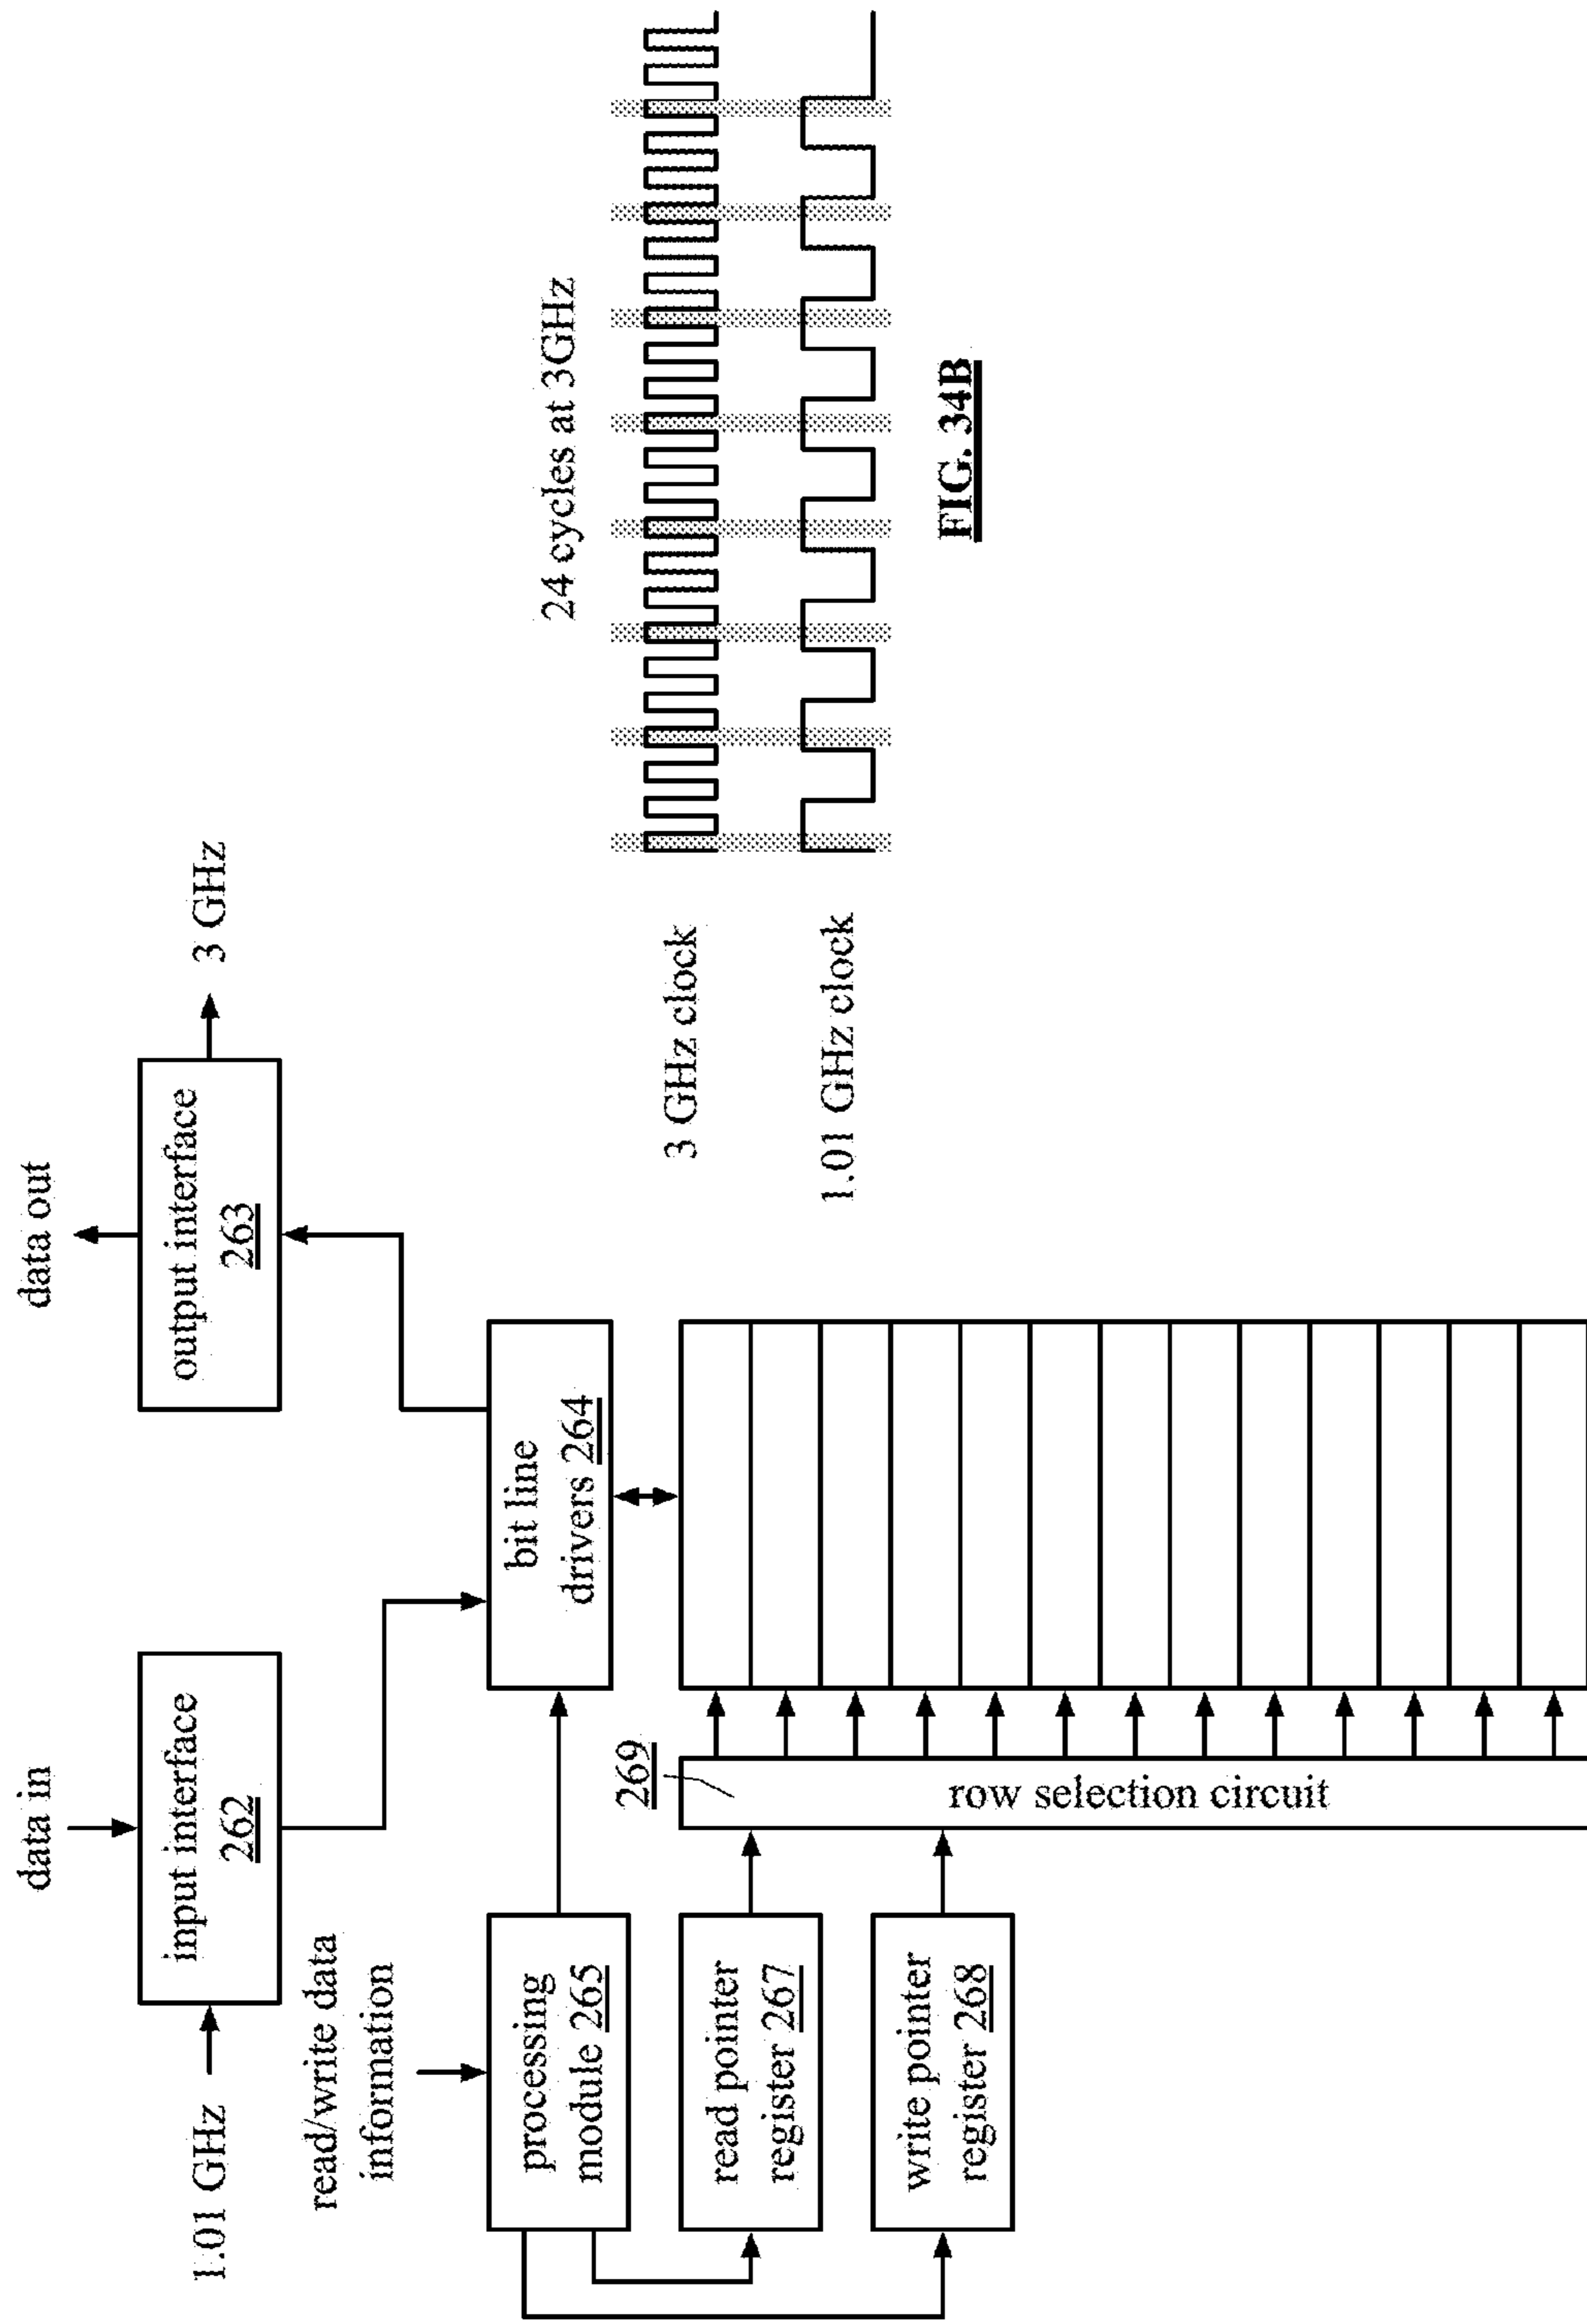 data in
data out
1.01 GHz
input interface
262
output interface
263
3 GHz
read/write data
information
processing
module 265
bit line
drivers 264
read pointer
register 267
write pointer
register 268
269
row selection circuit
24 cycles at 3GHz
3 GHz clock
1.01 GHz clock
FIG. 34B